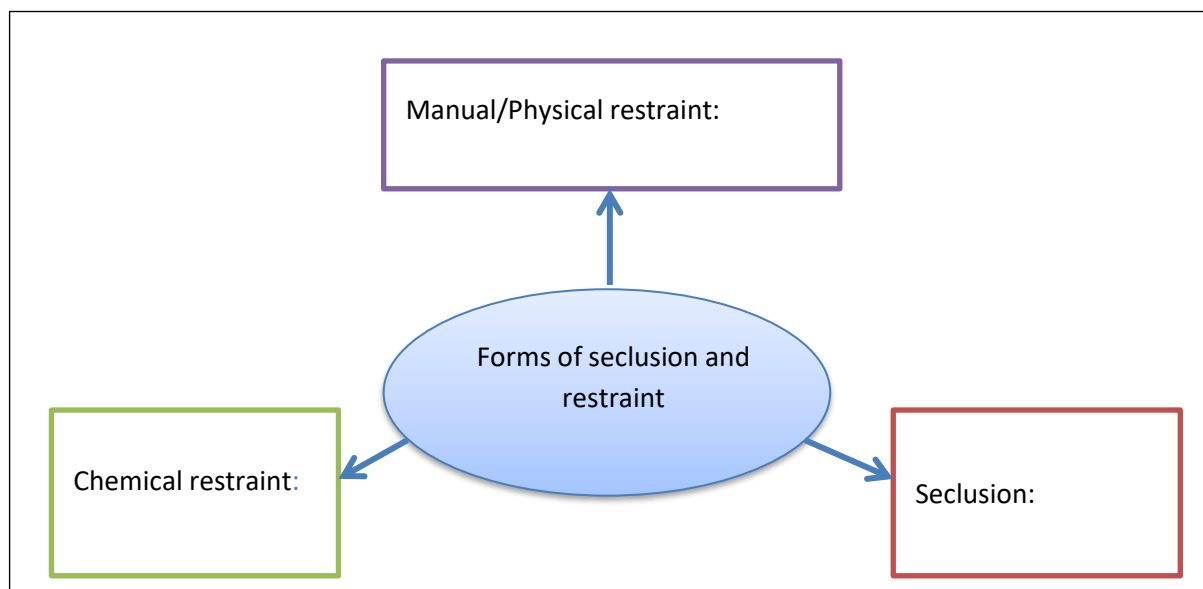 Manual/Physical restraint:
Forms of seclusion and
restraint
Chemical restraint:
Seclusion: